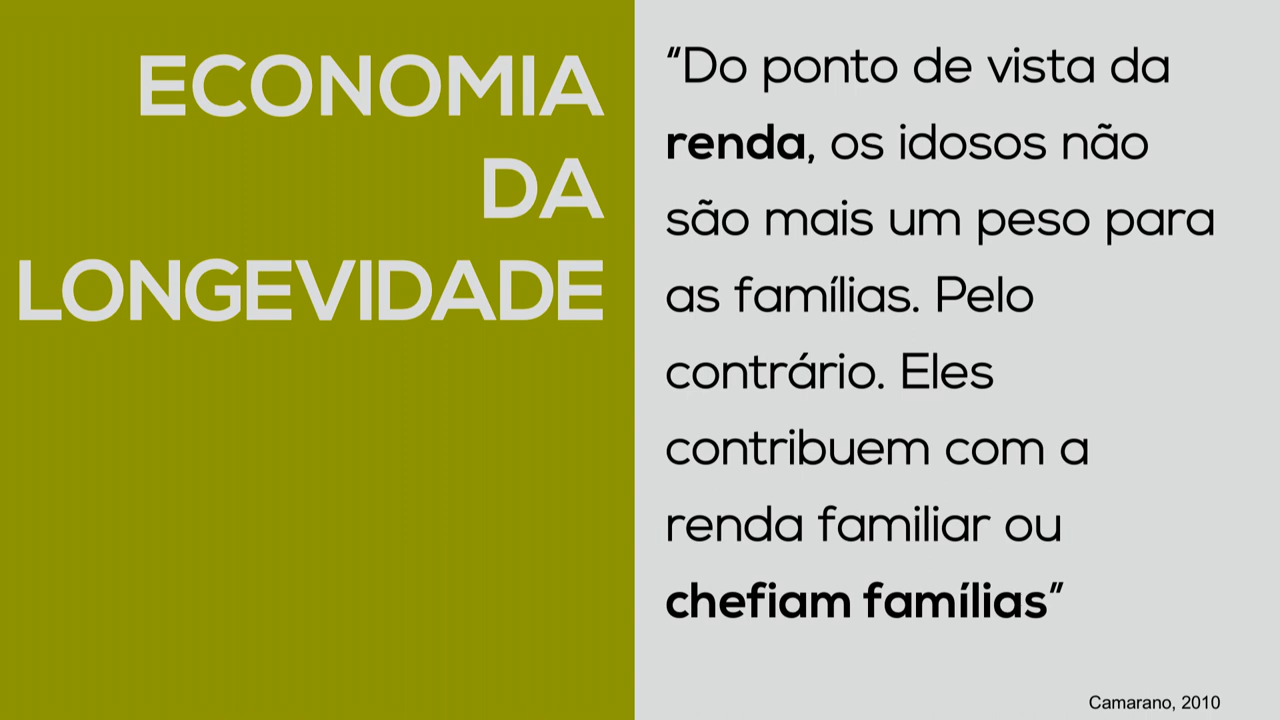 ECONOMIA
DA
LONGEVIDADE
“Do ponto de vista da
renda, os idosos não
são mais um peso para
as famílias. Pelo
contrário. Eles
contribuem com a
renda familiar ou
chefiam famílias”
Camarano, 2010